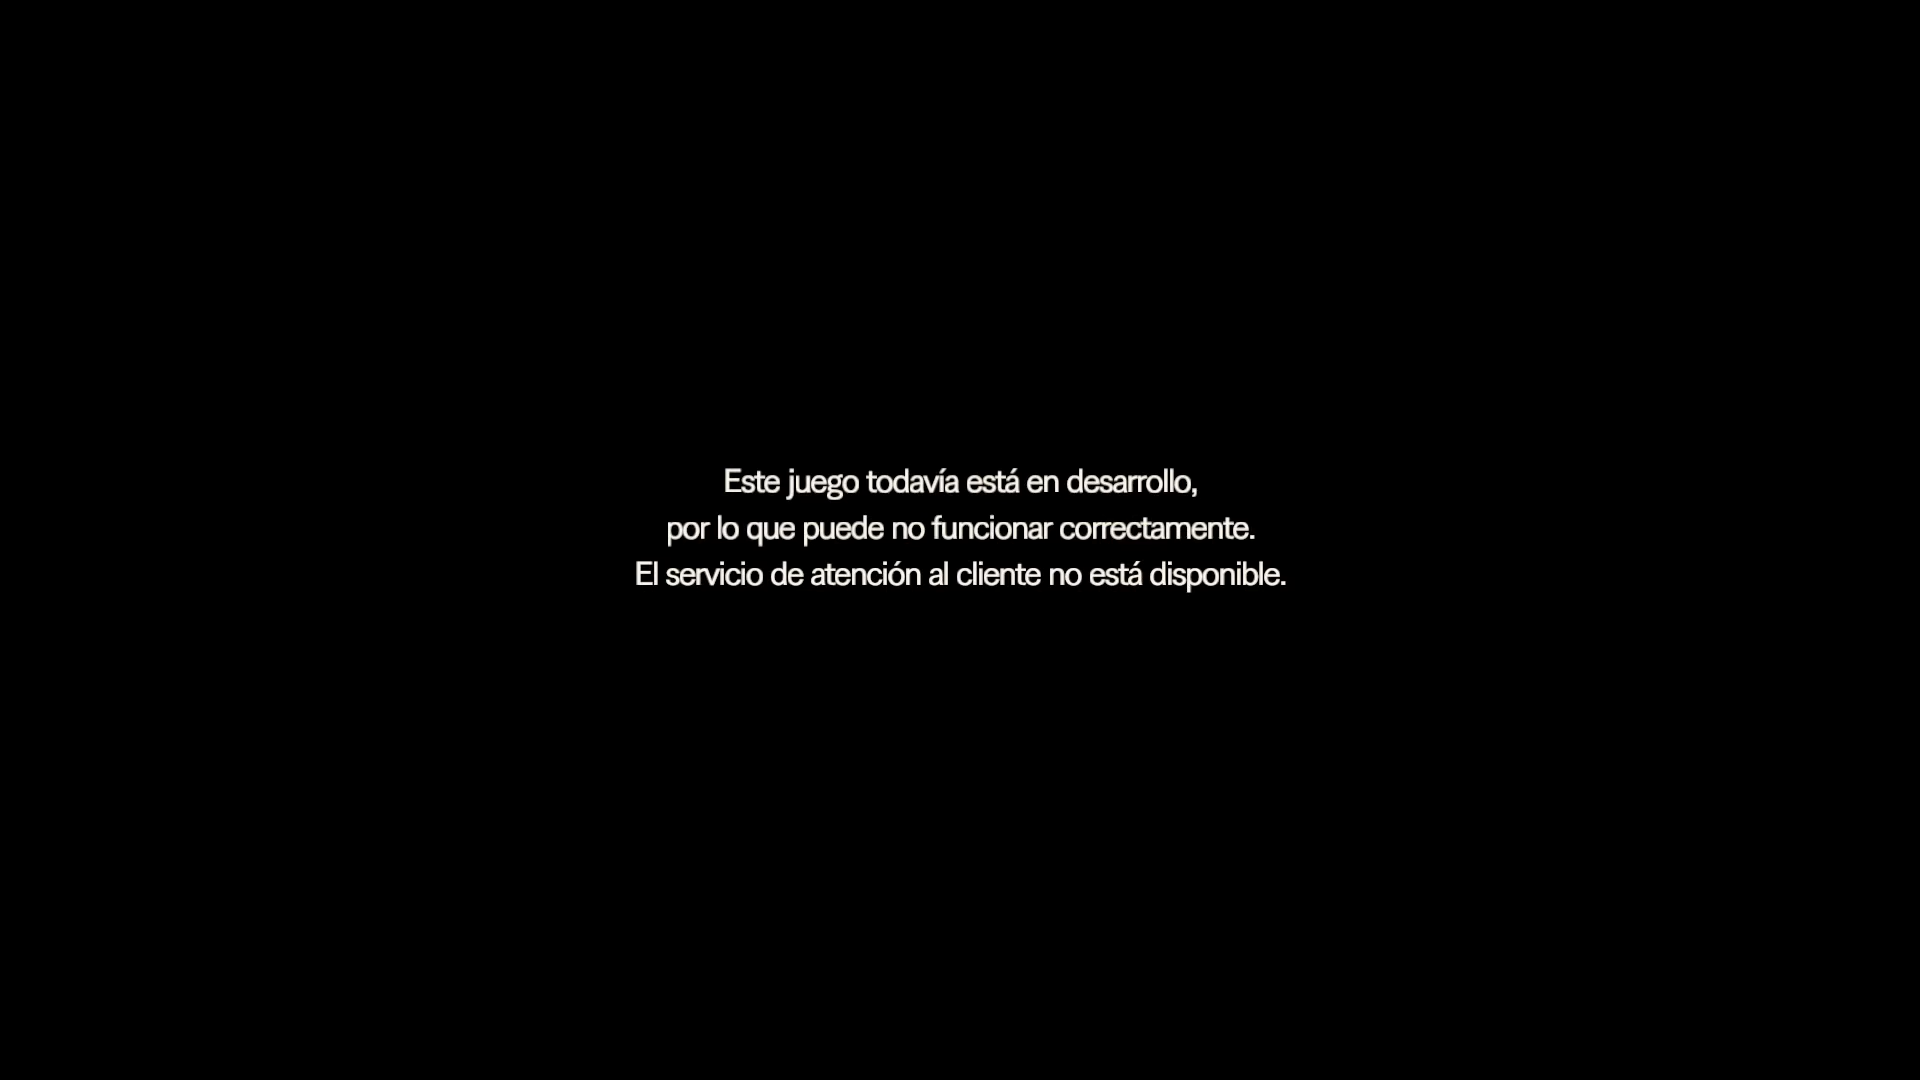 Este juego todavía está en desarrollo,
por lo que puede no funcionar correctamente.
El servicio de atención al cliente no está disponible.